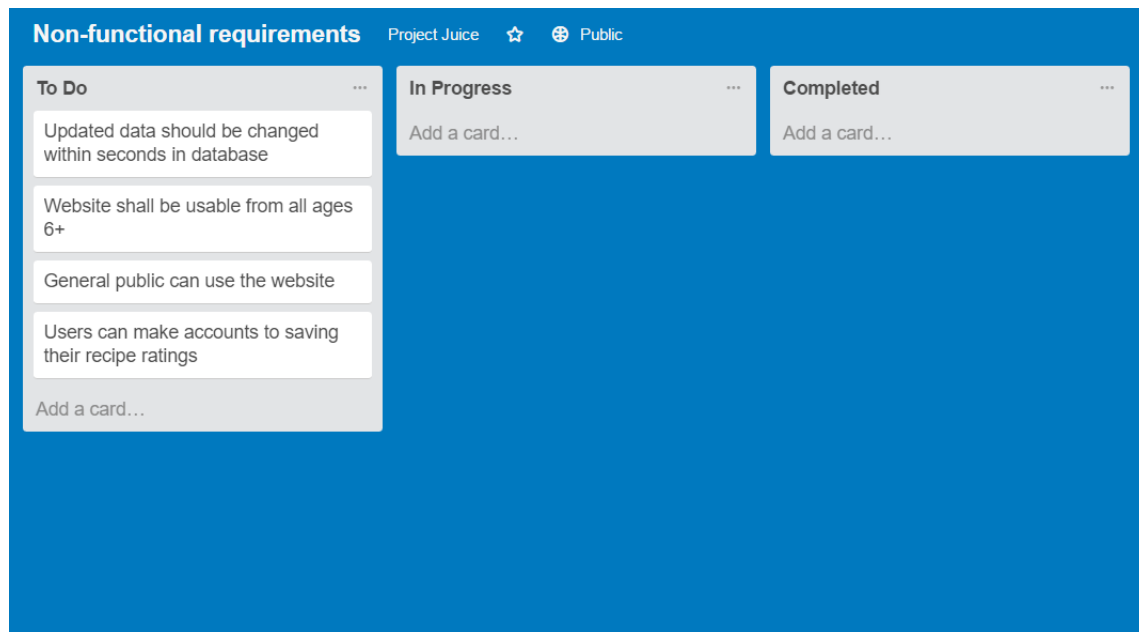 Non-functional requirements Project Juice Public
To Do
Updated data should be changed
within seconds in database
Website shall be usable from all ages
6+
General public can use the website
Users can make accounts to saving
their recipe ratings
Add a card…
In Progress
Add a card…
Completed
Add a card…